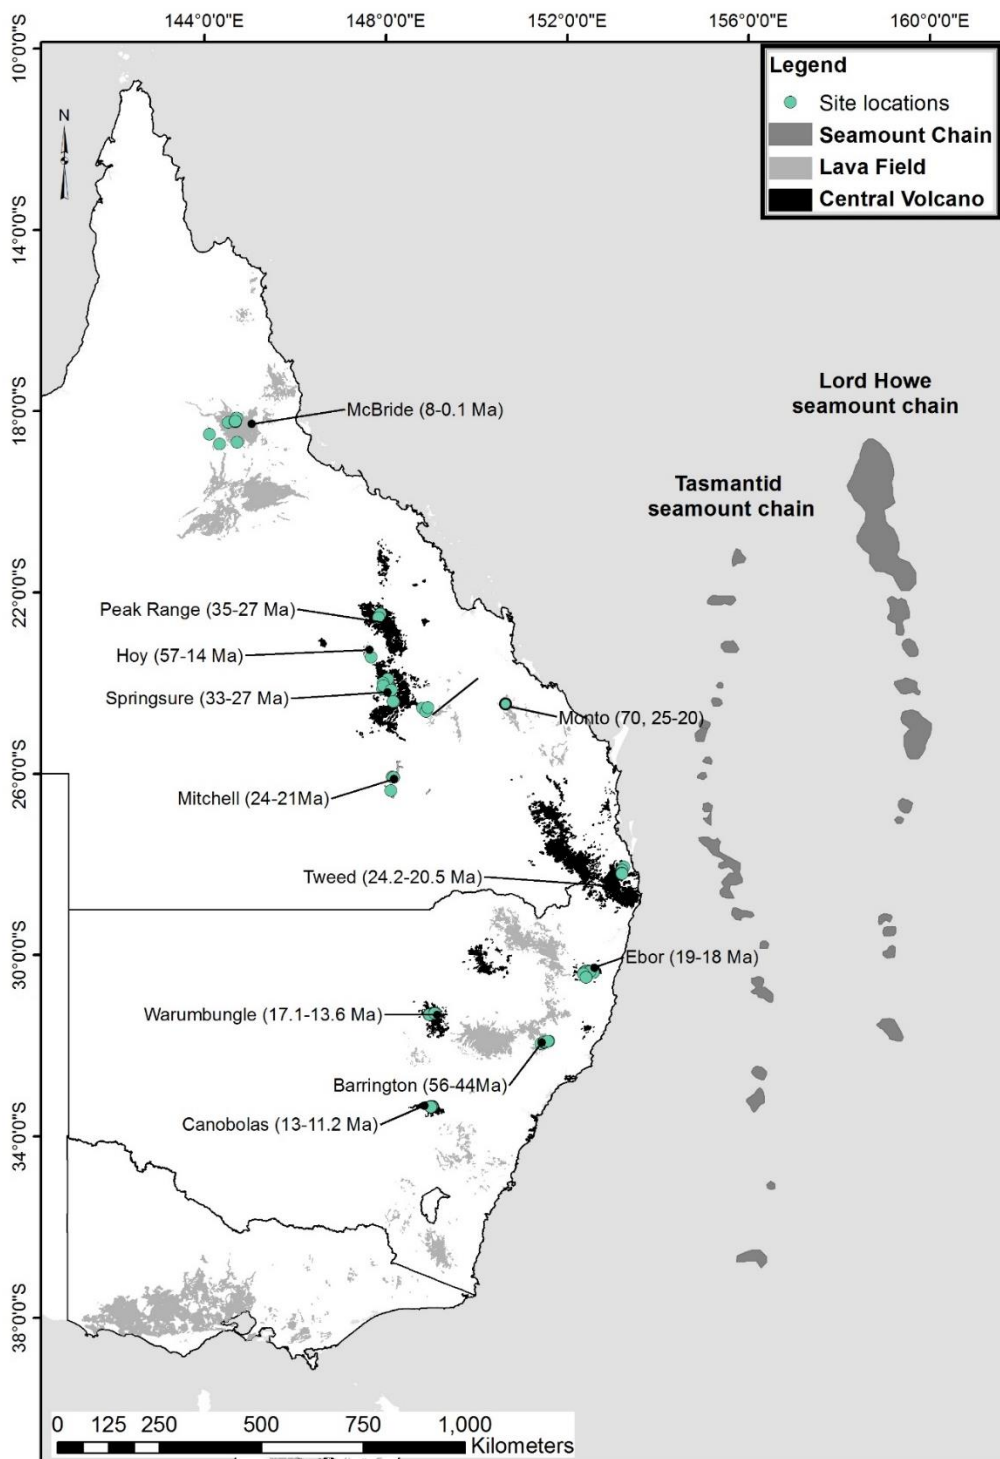 144°0'0"E
148°0'0"E
152°0'0"E
156°0'0"E
160°0'0"E
10°0'0"S
14°0'0"S
18°0'0"S
22°0'0"S
26°0'0"S
30°0'0"S
34°0'0"S
38°0'0"S
N
Legend
Site locations
Seamount Chain
Lava Field
Central Volcano
Lord Howe
seamount chain
McBride (8-0.1 Ma)
Tasmantid
seamount chain
Peak Range (35-27 Ma)
Hoy (57-14 Ma)
Springsure (33-27 Ma)
Monto (70, 25-20)
Mitchell (24-21Ma)
Tweed (24.2-20.5 Ma)
Ebor (19-18 Ma)
Warumbungle (17.1-13.6 Ma)
Barrington (56-44Ma)
Canobolas (13-11.2 Ma)
0 125 250 500 750 1,000
Kilometers